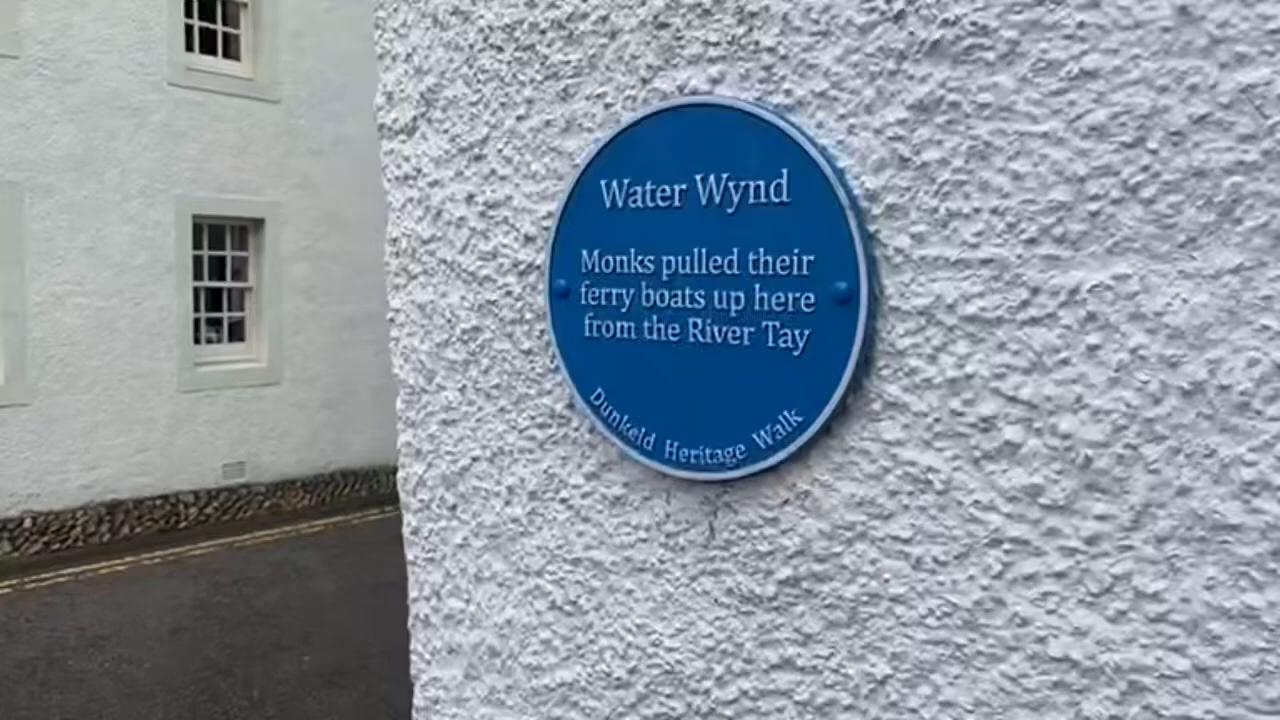 Water Wynd
Monks pulled their
ferry boats up here
from the River Tay
Dunkeld Heritage Walk